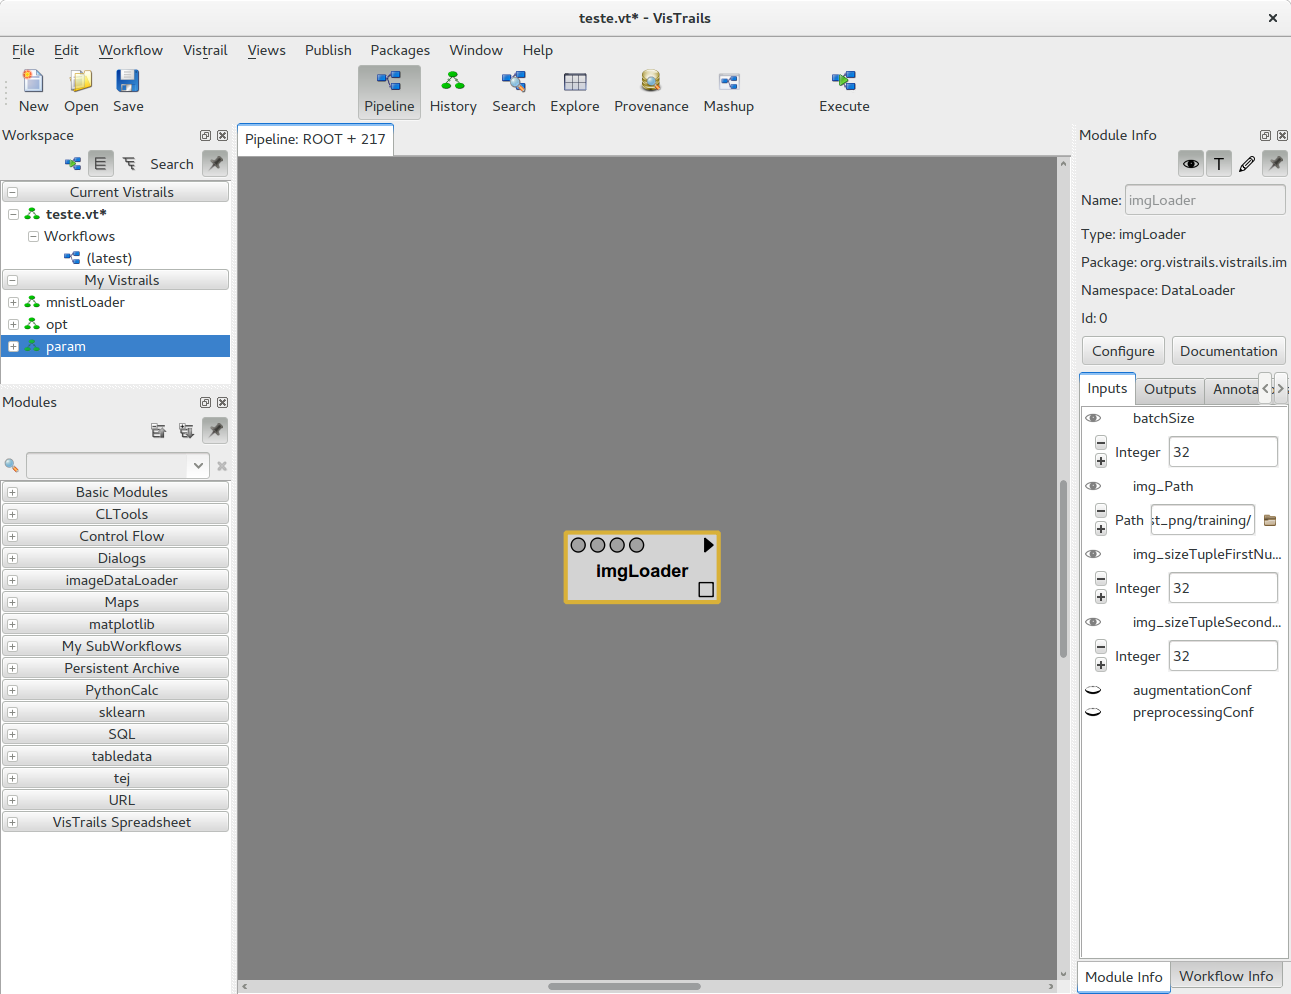 teste.vt* - VisTrails
File Edit Workflow Vistrail Views Publish Packages Window Help
New Open Save Pipeline History Search Explore Provenance Mashup Execute
Workspace
Search
Current Vistrails
teste.vt*
Workflows
(latest)
My Vistrails
mnistLoader
opt
param
Modules
Basic Modules
CLTools
Control Flow
Dialogs
imageDataLoader
Maps
matplotlib
My SubWorkflows
Persistent Archive
PythonCalc
sklearn
SQL
tabledata
tej
URL
VisTrails Spreadsheet
Pipeline: ROOT + 217
imgLoader
Module Info
T
Name: imgLoader
Type: imgLoader
Package: org.vistrails.vistrails.im
Namespace: DataLoader
Id: 0
Configure Documentation
Inputs Outputs Annota
batchSize
Integer 32
img_Path
Path st_png/training/
img_sizeTupleFirstNu...
Integer 32
img_sizeTupleSecond...
Integer 32
augmentationConf
preprocessingConf
Module Info Workflow Info